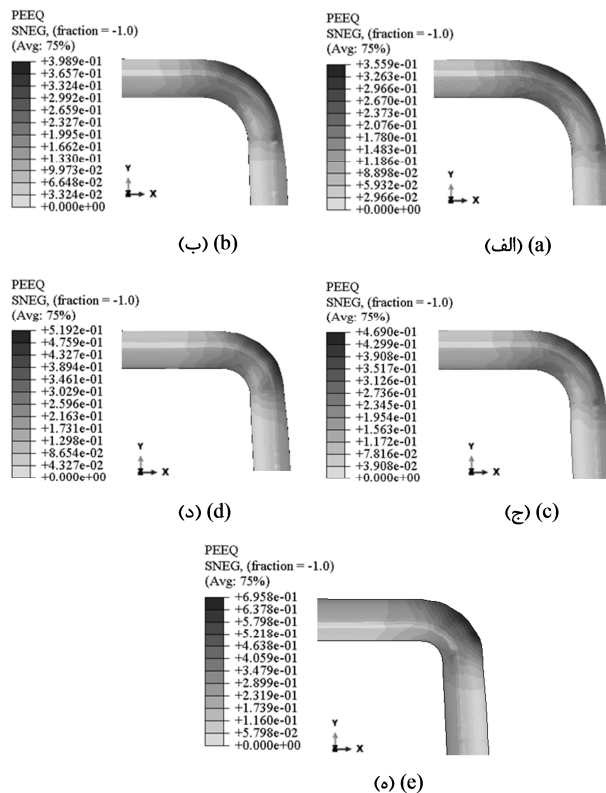 PEEQ
SNEG, (fraction = -1.0)
(Avg: 75%)
+3.989e-01
+3.657e-01
+3.324e-01
+2.992e-01
+2.659e-01
+2.327e-01
+1.995e-01
+1.662e-01
+1.330e-01
+9.973e-02
+6.648e-02
+3.324e-02
+0.000e+00
Y
Z X
(b) (ب)
PEEQ
SNEG, (fraction = -1.0)
(Avg: 75%)
+3.559e-01
+3.263e-01
+2.966e-01
+2.670e-01
+2.373e-01
+2.076e-01
+1.780e-01
+1.483e-01
+1.186e-01
+8.898e-02
+5.932e-02
+2.966e-02
+0.000e+00
Y
Z X
(a) (الف)
PEEQ
SNEG, (fraction = -1.0)
(Avg: 75%)
+5.192e-01
+4.759e-01
+4.327e-01
+3.894e-01
+3.461e-01
+3.029e-01
+2.596e-01
+2.163e-01
+1.731e-01
+1.298e-01
+8.654e-02
+4.327e-02
+0.000e+00
Y
Z X
(d) (د)
PEEQ
SNEG, (fraction = -1.0)
(Avg: 75%)
+4.690e-01
+4.299e-01
+3.908e-01
+3.517e-01
+3.126e-01
+2.736e-01
+2.345e-01
+1.954e-01
+1.563e-01
+1.172e-01
+7.816e-02
+3.908e-02
+0.000e+00
Y
Z X
(c) (ج)
PEEQ
SNEG, (fraction = -1.0)
(Avg: 75%)
+6.958e-01
+6.378e-01
+5.798e-01
+5.218e-01
+4.638e-01
+4.059e-01
+3.479e-01
+2.899e-01
+2.319e-01
+1.739e-01
+1.160e-01
+5.798e-02
+0.000e+00
Y
Z X
(e) (ه)